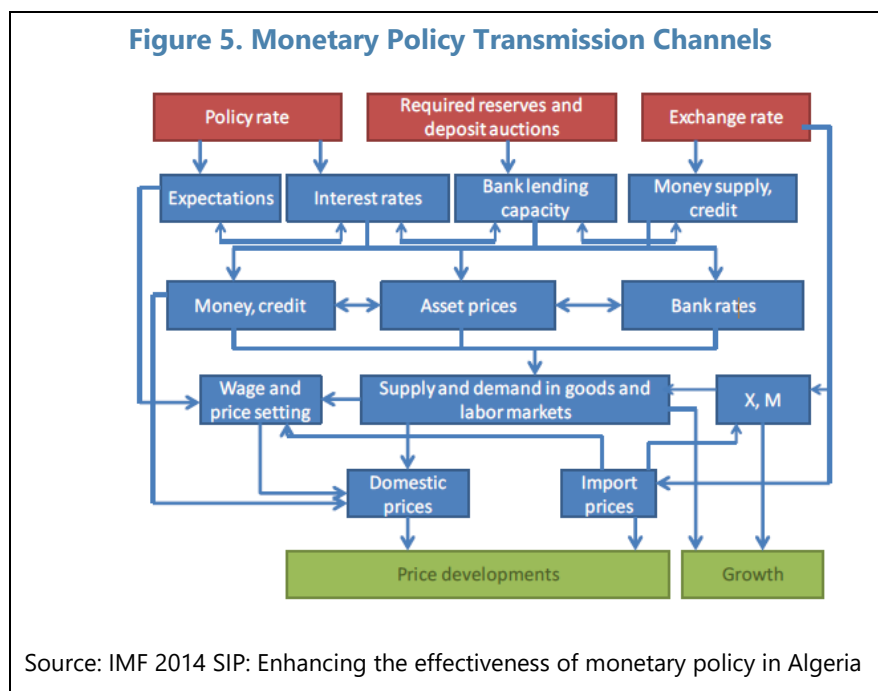 Figure 5. Monetary Policy Transmission Channels
Policy rate
Required reserves and
deposit auctions
Exchange rate
Expectations
Interest rates
Bank lending
capacity
Money supply,
credit
Money, credit
Asset prices
Bank rates
Wage and
price setting
Supply and demand in goods and
labor markets
X, M
Domestic
prices
Import
prices
Price developments
Growth
Source: IMF 2014 SIP: Enhancing the effectiveness of monetary policy in Algeria